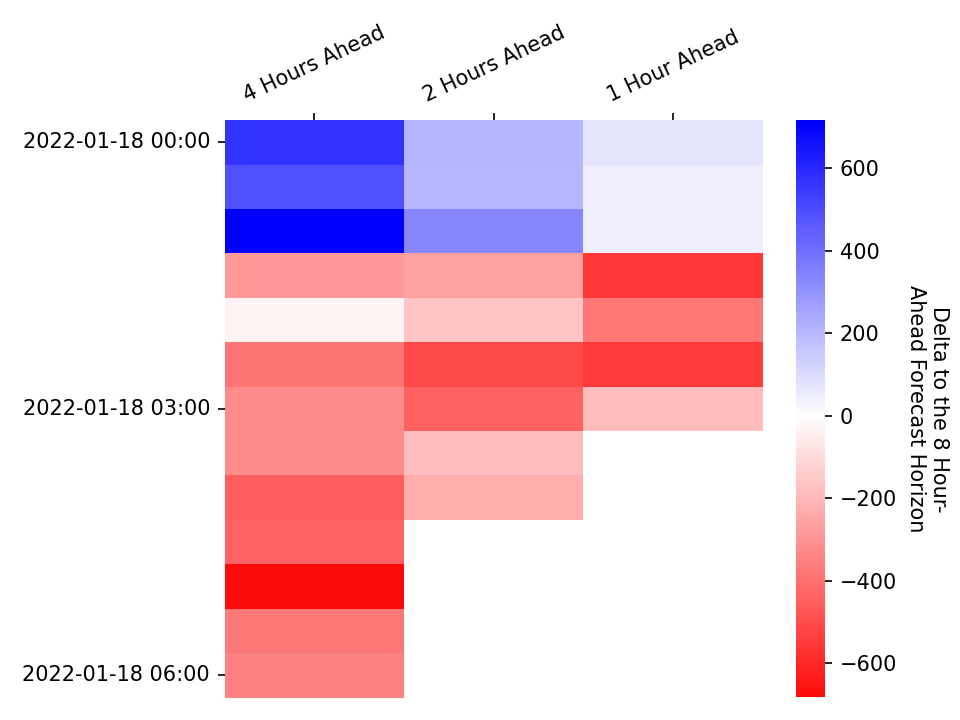 4 Hours Ahead
2 Hours Ahead
1 Hour Ahead
2022-01-18 00:00
2022-01-18 03:00
2022-01-18 06:00
600
400
200
0
−200
−400
−600
Delta to the 8 Hour-
Ahead Forecast Horizon